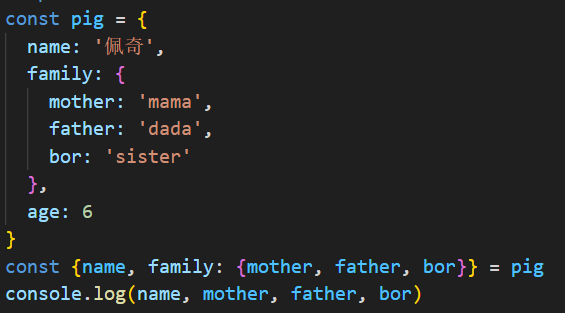 const pig = {
name: '佩奇',
family: {
mother: 'mama',
father: 'dada',
bor: 'sister'
},
age: 6
}
const {name, family: {mother, father, bor}} = pig
console.log(name, mother, father, bor)